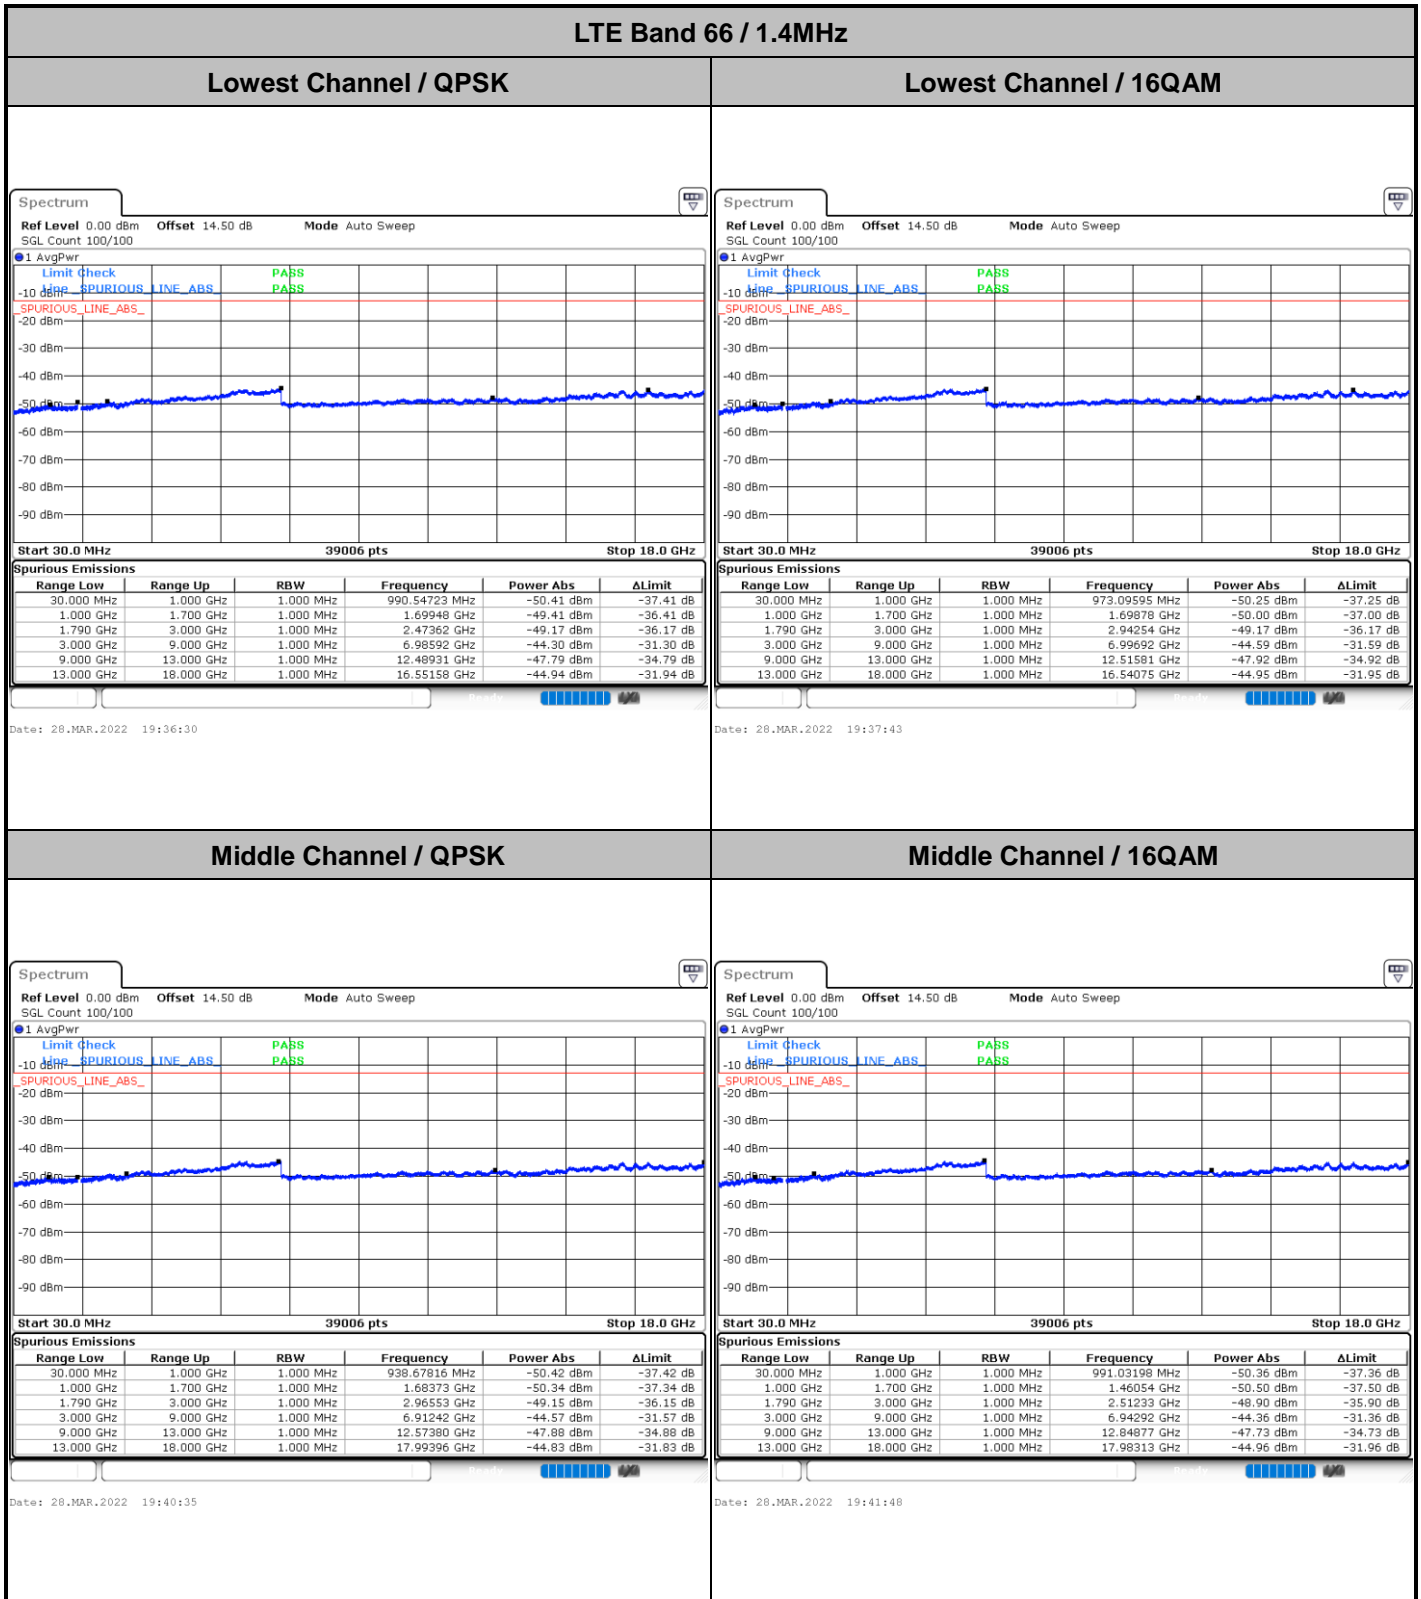 LTE Band 66 / 1.4MHz
Lowest Channel / QPSK
Lowest Channel / 16QAM
Spectrum
Ref Level 0.00 dBm Offset 14.50 dB Mode Auto Sweep
SGL Count 100/100
1 AvgPwr
Limit Check PASS
Line _SPURIOUS_LINE_ABS_ PASS
-10 dBm
_SPURIOUS_LINE_ABS_
-20 dBm
-30 dBm
-40 dBm
-50 dBm
-60 dBm
-70 dBm
-80 dBm
-90 dBm
Start 30.0 MHz 39006 pts Stop 18.0 GHz
Spurious Emissions
Range Low Range Up RBW Frequency Power Abs ΔLimit
30.000 MHz 1.000 GHz 1.000 MHz 990.54723 MHz -50.41 dBm -37.41 dB
1.000 GHz 1.700 GHz 1.000 MHz 1.69948 GHz -49.41 dBm -36.41 dB
1.790 GHz 3.000 GHz 1.000 MHz 2.47362 GHz -49.17 dBm -36.17 dB
3.000 GHz 9.000 GHz 1.000 MHz 6.98592 GHz -44.30 dBm -31.30 dB
9.000 GHz 13.000 GHz 1.000 MHz 12.48931 GHz -47.79 dBm -34.79 dB
13.000 GHz 18.000 GHz 1.000 MHz 16.55158 GHz -44.94 dBm -31.94 dB
Date: 28.MAR.2022 19:36:30
Spectrum
Ref Level 0.00 dBm Offset 14.50 dB Mode Auto Sweep
SGL Count 100/100
1 AvgPwr
Limit Check PASS
Line _SPURIOUS_LINE_ABS_ PASS
-10 dBm
_SPURIOUS_LINE_ABS_
-20 dBm
-30 dBm
-40 dBm
-50 dBm
-60 dBm
-70 dBm
-80 dBm
-90 dBm
Start 30.0 MHz 39006 pts Stop 18.0 GHz
Spurious Emissions
Range Low Range Up RBW Frequency Power Abs ΔLimit
30.000 MHz 1.000 GHz 1.000 MHz 973.09595 MHz -50.25 dBm -37.25 dB
1.000 GHz 1.700 GHz 1.000 MHz 1.69878 GHz -50.00 dBm -37.00 dB
1.790 GHz 3.000 GHz 1.000 MHz 2.94254 GHz -49.17 dBm -36.17 dB
3.000 GHz 9.000 GHz 1.000 MHz 6.99692 GHz -44.59 dBm -31.59 dB
9.000 GHz 13.000 GHz 1.000 MHz 12.51581 GHz -47.92 dBm -34.92 dB
13.000 GHz 18.000 GHz 1.000 MHz 16.54075 GHz -44.95 dBm -31.95 dB
Ready
Date: 28.MAR.2022 19:37:43
Middle Channel / QPSK
Middle Channel / 16QAM
Spectrum
Ref Level 0.00 dBm Offset 14.50 dB Mode Auto Sweep
SGL Count 100/100
1 AvgPwr
Limit Check PASS
Line _SPURIOUS_LINE_ABS_ PASS
-10 dBm
_SPURIOUS_LINE_ABS_
-20 dBm
-30 dBm
-40 dBm
-50 dBm
-60 dBm
-70 dBm
-80 dBm
-90 dBm
Start 30.0 MHz 39006 pts Stop 18.0 GHz
Spurious Emissions
Range Low Range Up RBW Frequency Power Abs ΔLimit
30.000 MHz 1.000 GHz 1.000 MHz 938.67816 MHz -50.42 dBm -37.42 dB
1.000 GHz 1.700 GHz 1.000 MHz 1.68373 GHz -50.34 dBm -37.34 dB
1.790 GHz 3.000 GHz 1.000 MHz 2.96553 GHz -49.15 dBm -36.15 dB
3.000 GHz 9.000 GHz 1.000 MHz 6.91242 GHz -44.57 dBm -31.57 dB
9.000 GHz 13.000 GHz 1.000 MHz 12.57380 GHz -47.88 dBm -34.88 dB
13.000 GHz 18.000 GHz 1.000 MHz 17.99396 GHz -44.83 dBm -31.83 dB
Ready
Date: 28.MAR.2022 19:40:35
Spectrum
Ref Level 0.00 dBm Offset 14.50 dB Mode Auto Sweep
SGL Count 100/100
1 AvgPwr
Limit Check PASS
Line _SPURIOUS_LINE_ABS_ PASS
-10 dBm
_SPURIOUS_LINE_ABS_
-20 dBm
-30 dBm
-40 dBm
-50 dBm
-60 dBm
-70 dBm
-80 dBm
-90 dBm
Start 30.0 MHz 39006 pts Stop 18.0 GHz
Spurious Emissions
Range Low Range Up RBW Frequency Power Abs ΔLimit
30.000 MHz 1.000 GHz 1.000 MHz 991.03198 MHz -50.36 dBm -37.36 dB
1.000 GHz 1.700 GHz 1.000 MHz 1.46054 GHz -50.50 dBm -37.50 dB
1.790 GHz 3.000 GHz 1.000 MHz 2.51233 GHz -48.90 dBm -35.90 dB
3.000 GHz 9.000 GHz 1.000 MHz 6.94292 GHz -44.36 dBm -31.36 dB
9.000 GHz 13.000 GHz 1.000 MHz 12.84877 GHz -47.73 dBm -34.73 dB
13.000 GHz 18.000 GHz 1.000 MHz 17.98313 GHz -44.96 dBm -31.96 dB
Date: 28.MAR.2022 19:41:48